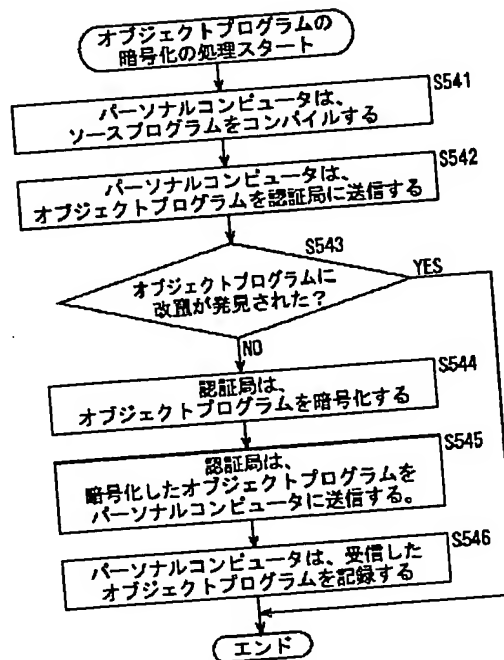 オブジェクトプログラムの
暗号化の処理スタート
S541
パーソナルコンピュータは、
ソースプログラムをコンパイルする
S542
パーソナルコンピュータは、
オブジェクトプログラムを認証局に送信する
S543
オブジェクトプログラムに
改竄が発見された?
YES
NO
S544
認証局は、
オブジェクトプログラムを暗号化する
S545
認証局は、
暗号化したオブジェクトプログラムを
パーソナルコンピュータに送信する。
S546
パーソナルコンピュータは、受信した
オブジェクトプログラムを記録する
エンド